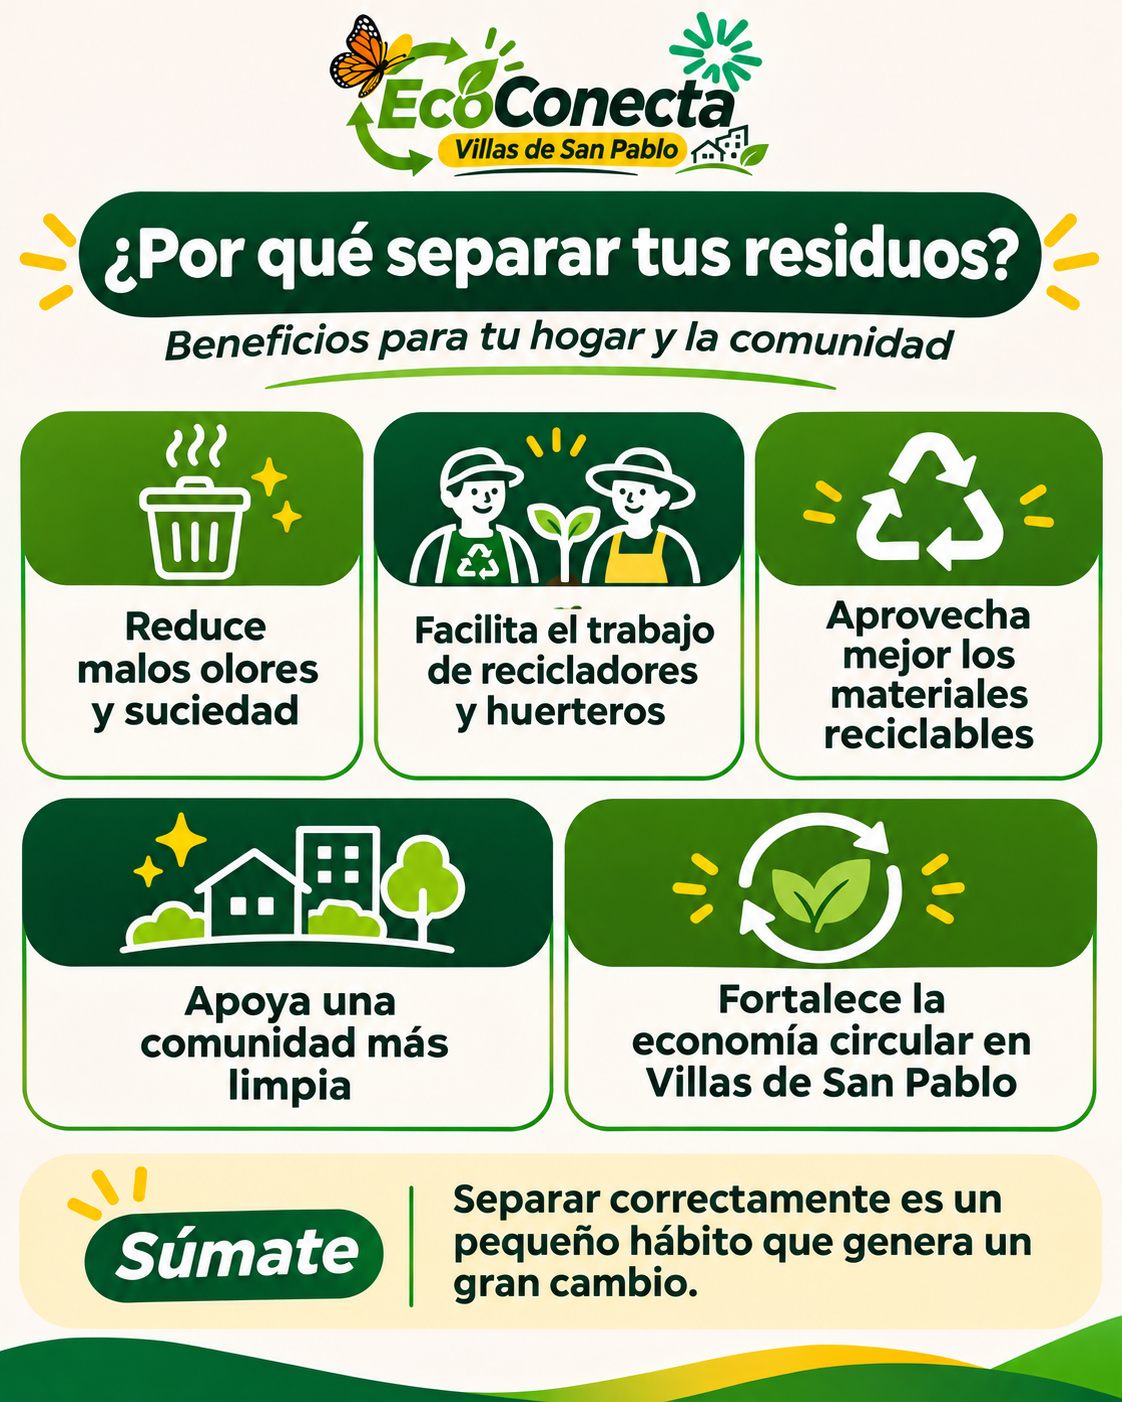 EcoConecta
Villas de San Pablo
¿Por qué separar tus residuos?
Beneficios para tu hogar y la comunidad
Reduce
malos olores
y suciedad
Facilita el trabajo
de recicladores
y huerteros
Aprovecha
mejor los
materiales
reciclables
Apoya una
comunidad más
limpia
Fortalece la
economía circular en
Villas de San Pablo
Súmate
Separar correctamente es un
pequeño hábito que genera un
gran cambio.